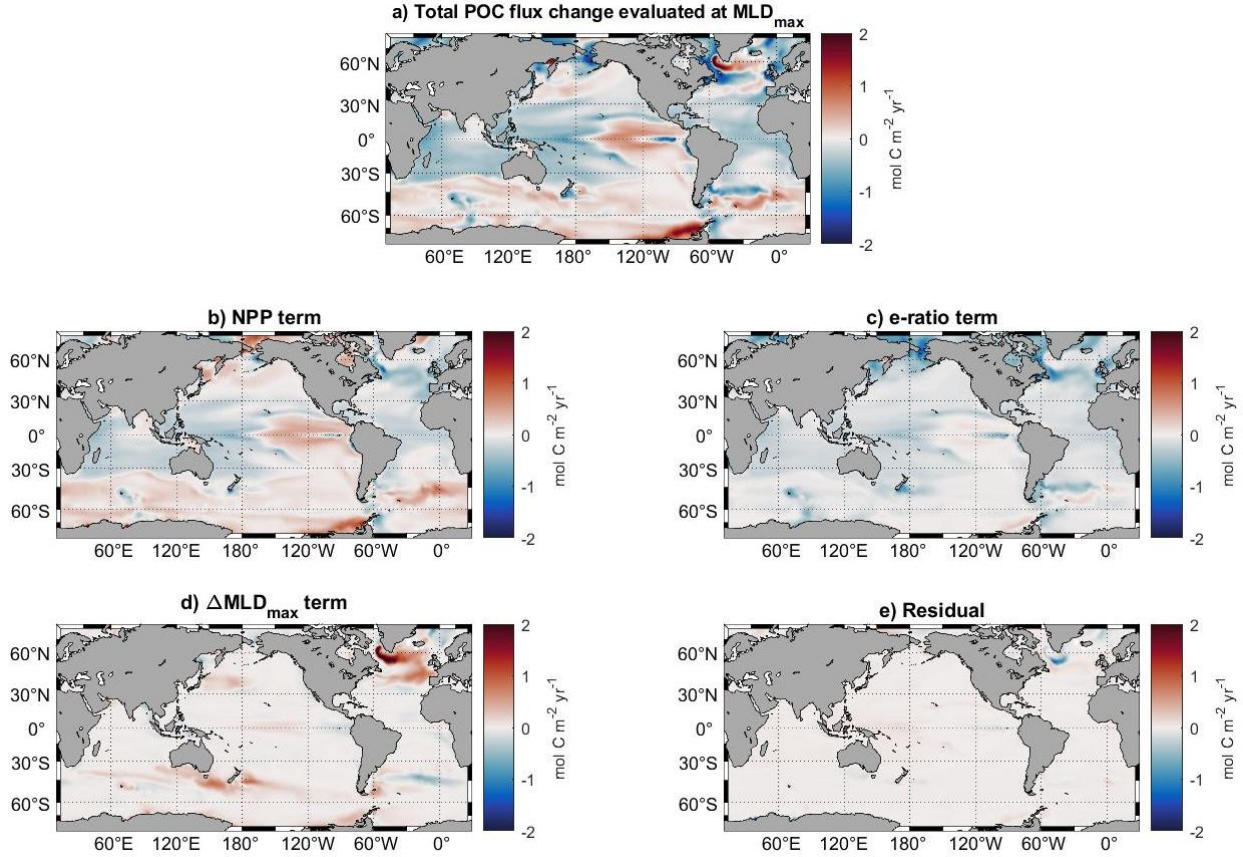 a) Total POC flux change evaluated at MLDmax
60°N
30°N
0°
30°S
60°S
60°E 120°E 180° 120°W 60°W 0°
2
1
0
-1
-2
mol C m-2 yr-1
b) NPP term
60°N
30°N
0°
30°S
60°S
60°E 120°E 180° 120°W 60°W 0°
2
1
0
-1
-2
mol C m-2 yr-1
c) e-ratio term
60°N
30°N
0°
30°S
60°S
60°E 120°E 180° 120°W 60°W 0°
2
1
0
-1
-2
mol C m-2 yr-1
d) ΔMLDmax term
60°N
30°N
0°
30°S
60°S
60°E 120°E 180° 120°W 60°W 0°
2
1
0
-1
-2
mol C m-2 yr-1
e) Residual
60°N
30°N
0°
30°S
60°S
60°E 120°E 180° 120°W 60°W 0°
2
1
0
-1
-2
mol C m-2 yr-1